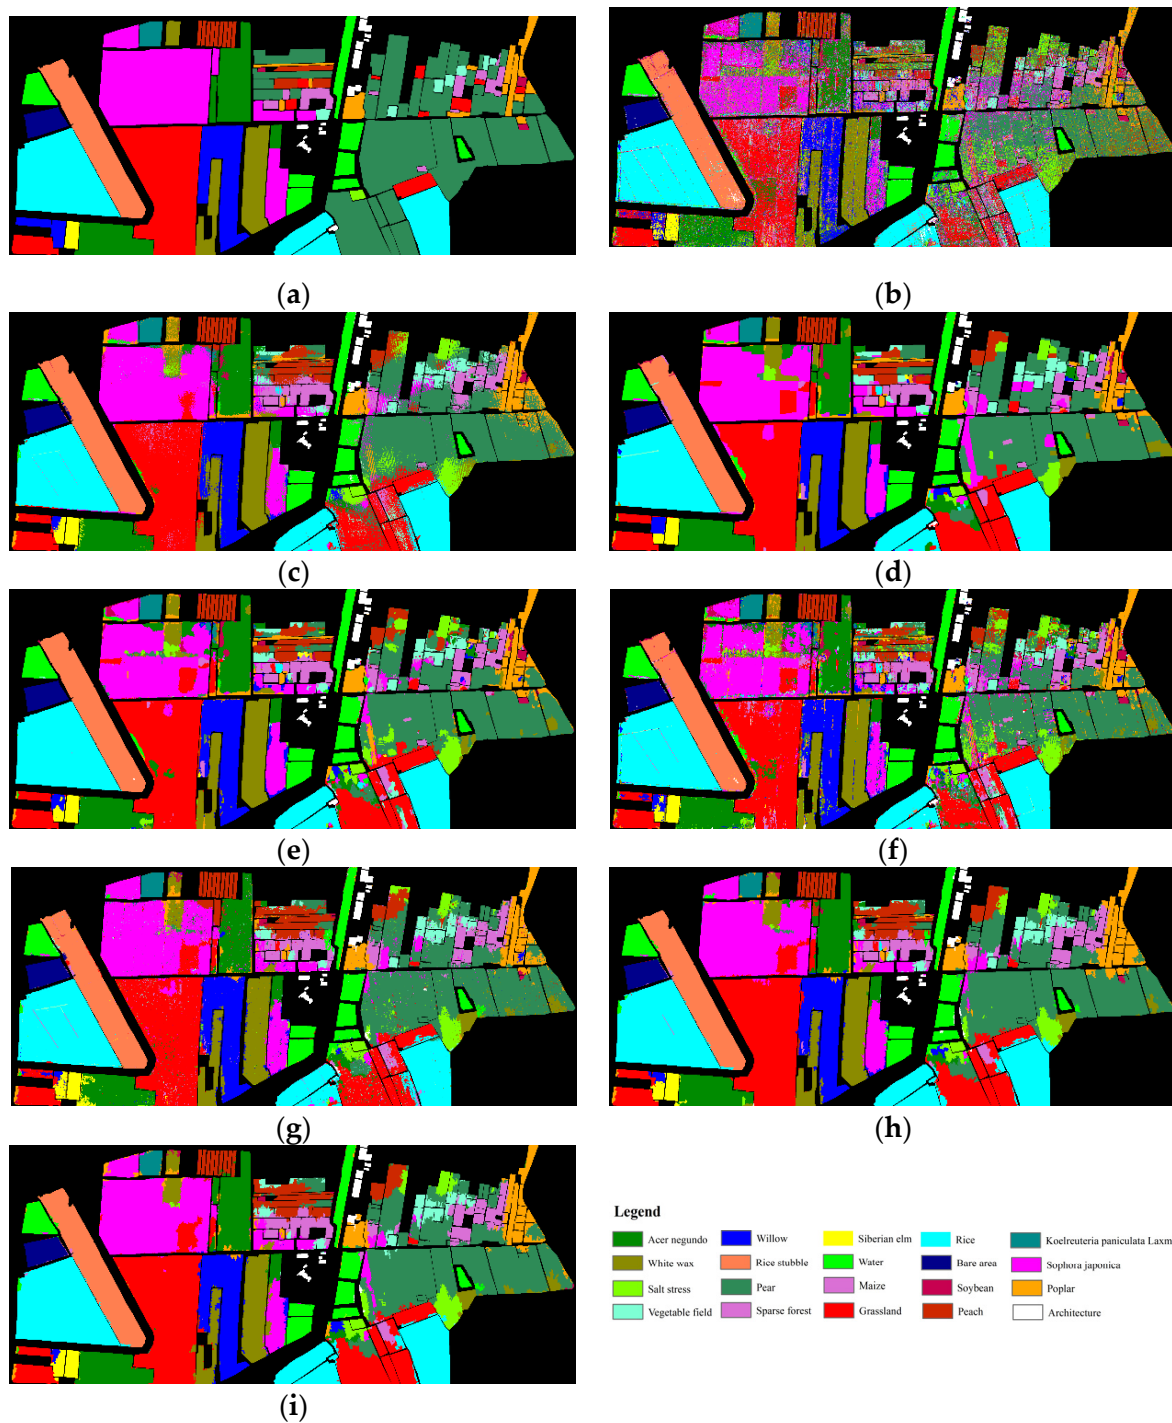 (a)
(b)
(c)
(d)
(e)
(f)
(g)
(h)
(i)
Legend
Acer negundo Willow Siberian elm Rice Koelreuteria paniculata Laxm
White wax Rice stubble Water Bare area Sophora japonica
Salt stress Pear Maize Soybean Poplar
Vegetable field Sparse forest Grassland Peach Architecture